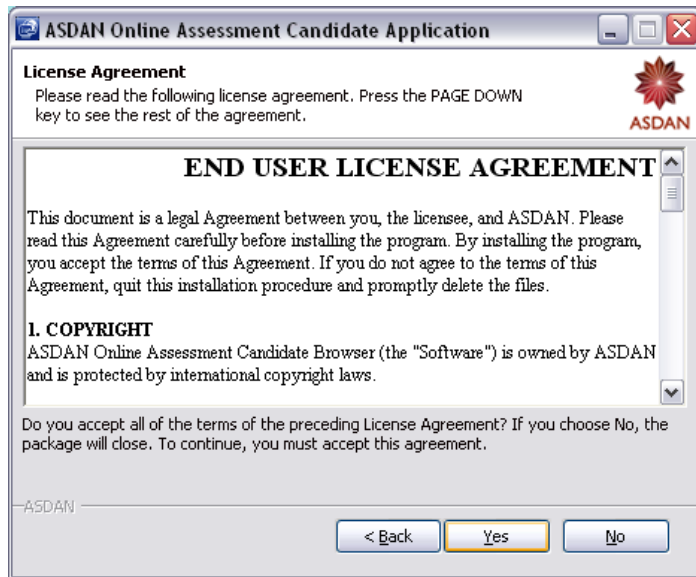 ASDAN Online Assessment Candidate Application
License Agreement
Please read the following license agreement. Press the PAGE DOWN
key to see the rest of the agreement.
ASDAN
END USER LICENSE AGREEMENT
This document is a legal Agreement between you, the licensee, and ASDAN. Please
read this Agreement carefully before installing the program. By installing the program,
you accept the terms of this Agreement. If you do not agree to the terms of this
Agreement, quit this installation procedure and promptly delete the files.
1. COPYRIGHT
ASDAN Online Assessment Candidate Browser (the "Software") is owned by ASDAN
and is protected by international copyright laws.
Do you accept all of the terms of the preceding License Agreement? If you choose No, the
package will close. To continue, you must accept this agreement.
ASDAN
< Back Yes No